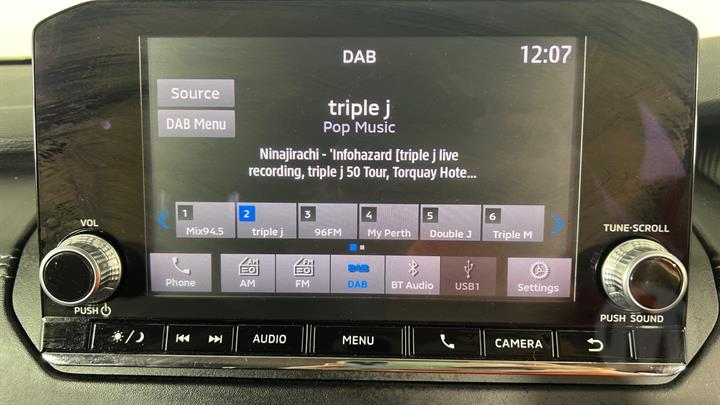 DAB
12:07
Source
DAB Menu
triple j
Pop Music
Ninajirachi - 'Infohazard [triple j live
recording, triple j 50 Tour, Torquay Hote...
1 2 3 4 5 6
Mix94.5 triple j 96FM My Perth Double J Triple M
Phone AM FM DAB BT Audio USB1 Settings
VOL
PUSH
TUNE-SCROLL
PUSH SOUND
AUDIO MENU CAMERA